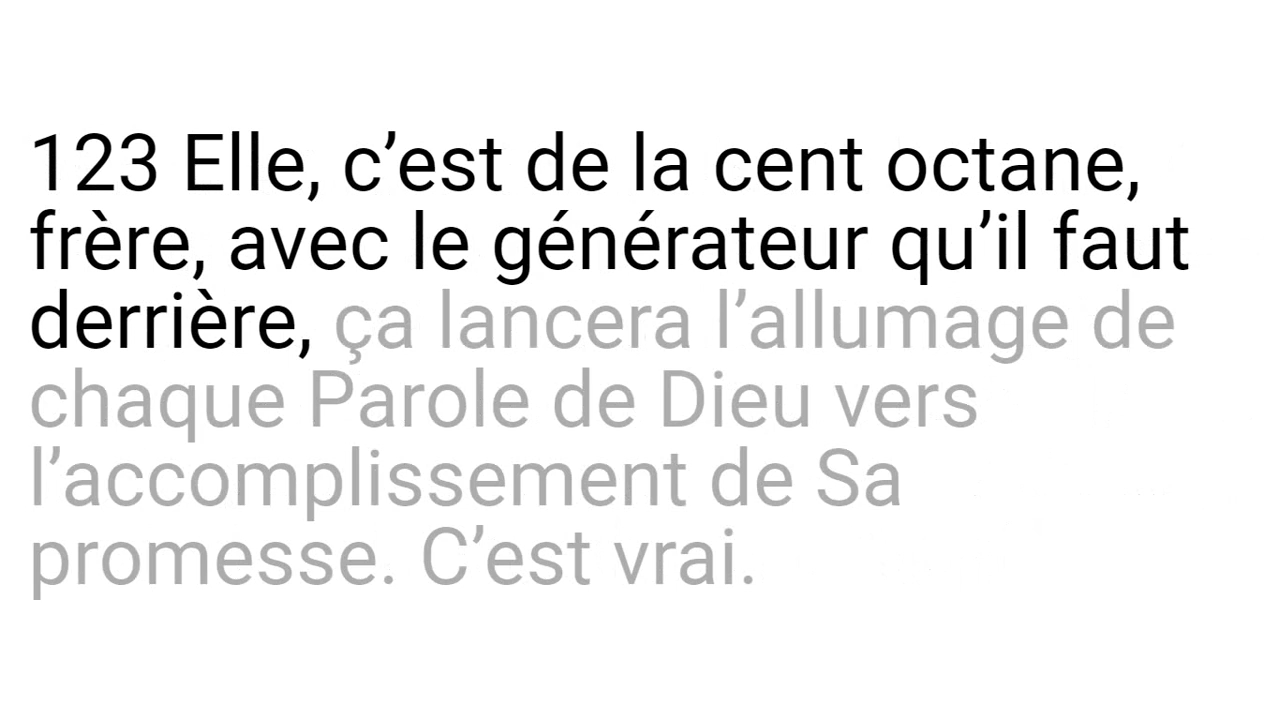 123 Elle, c’est de la cent octane,
frère, avec le générateur qu’il faut
derrière, ça lancera l’allumage de
chaque Parole de Dieu vers
l’accomplissement de Sa
promesse. C’est vrai.